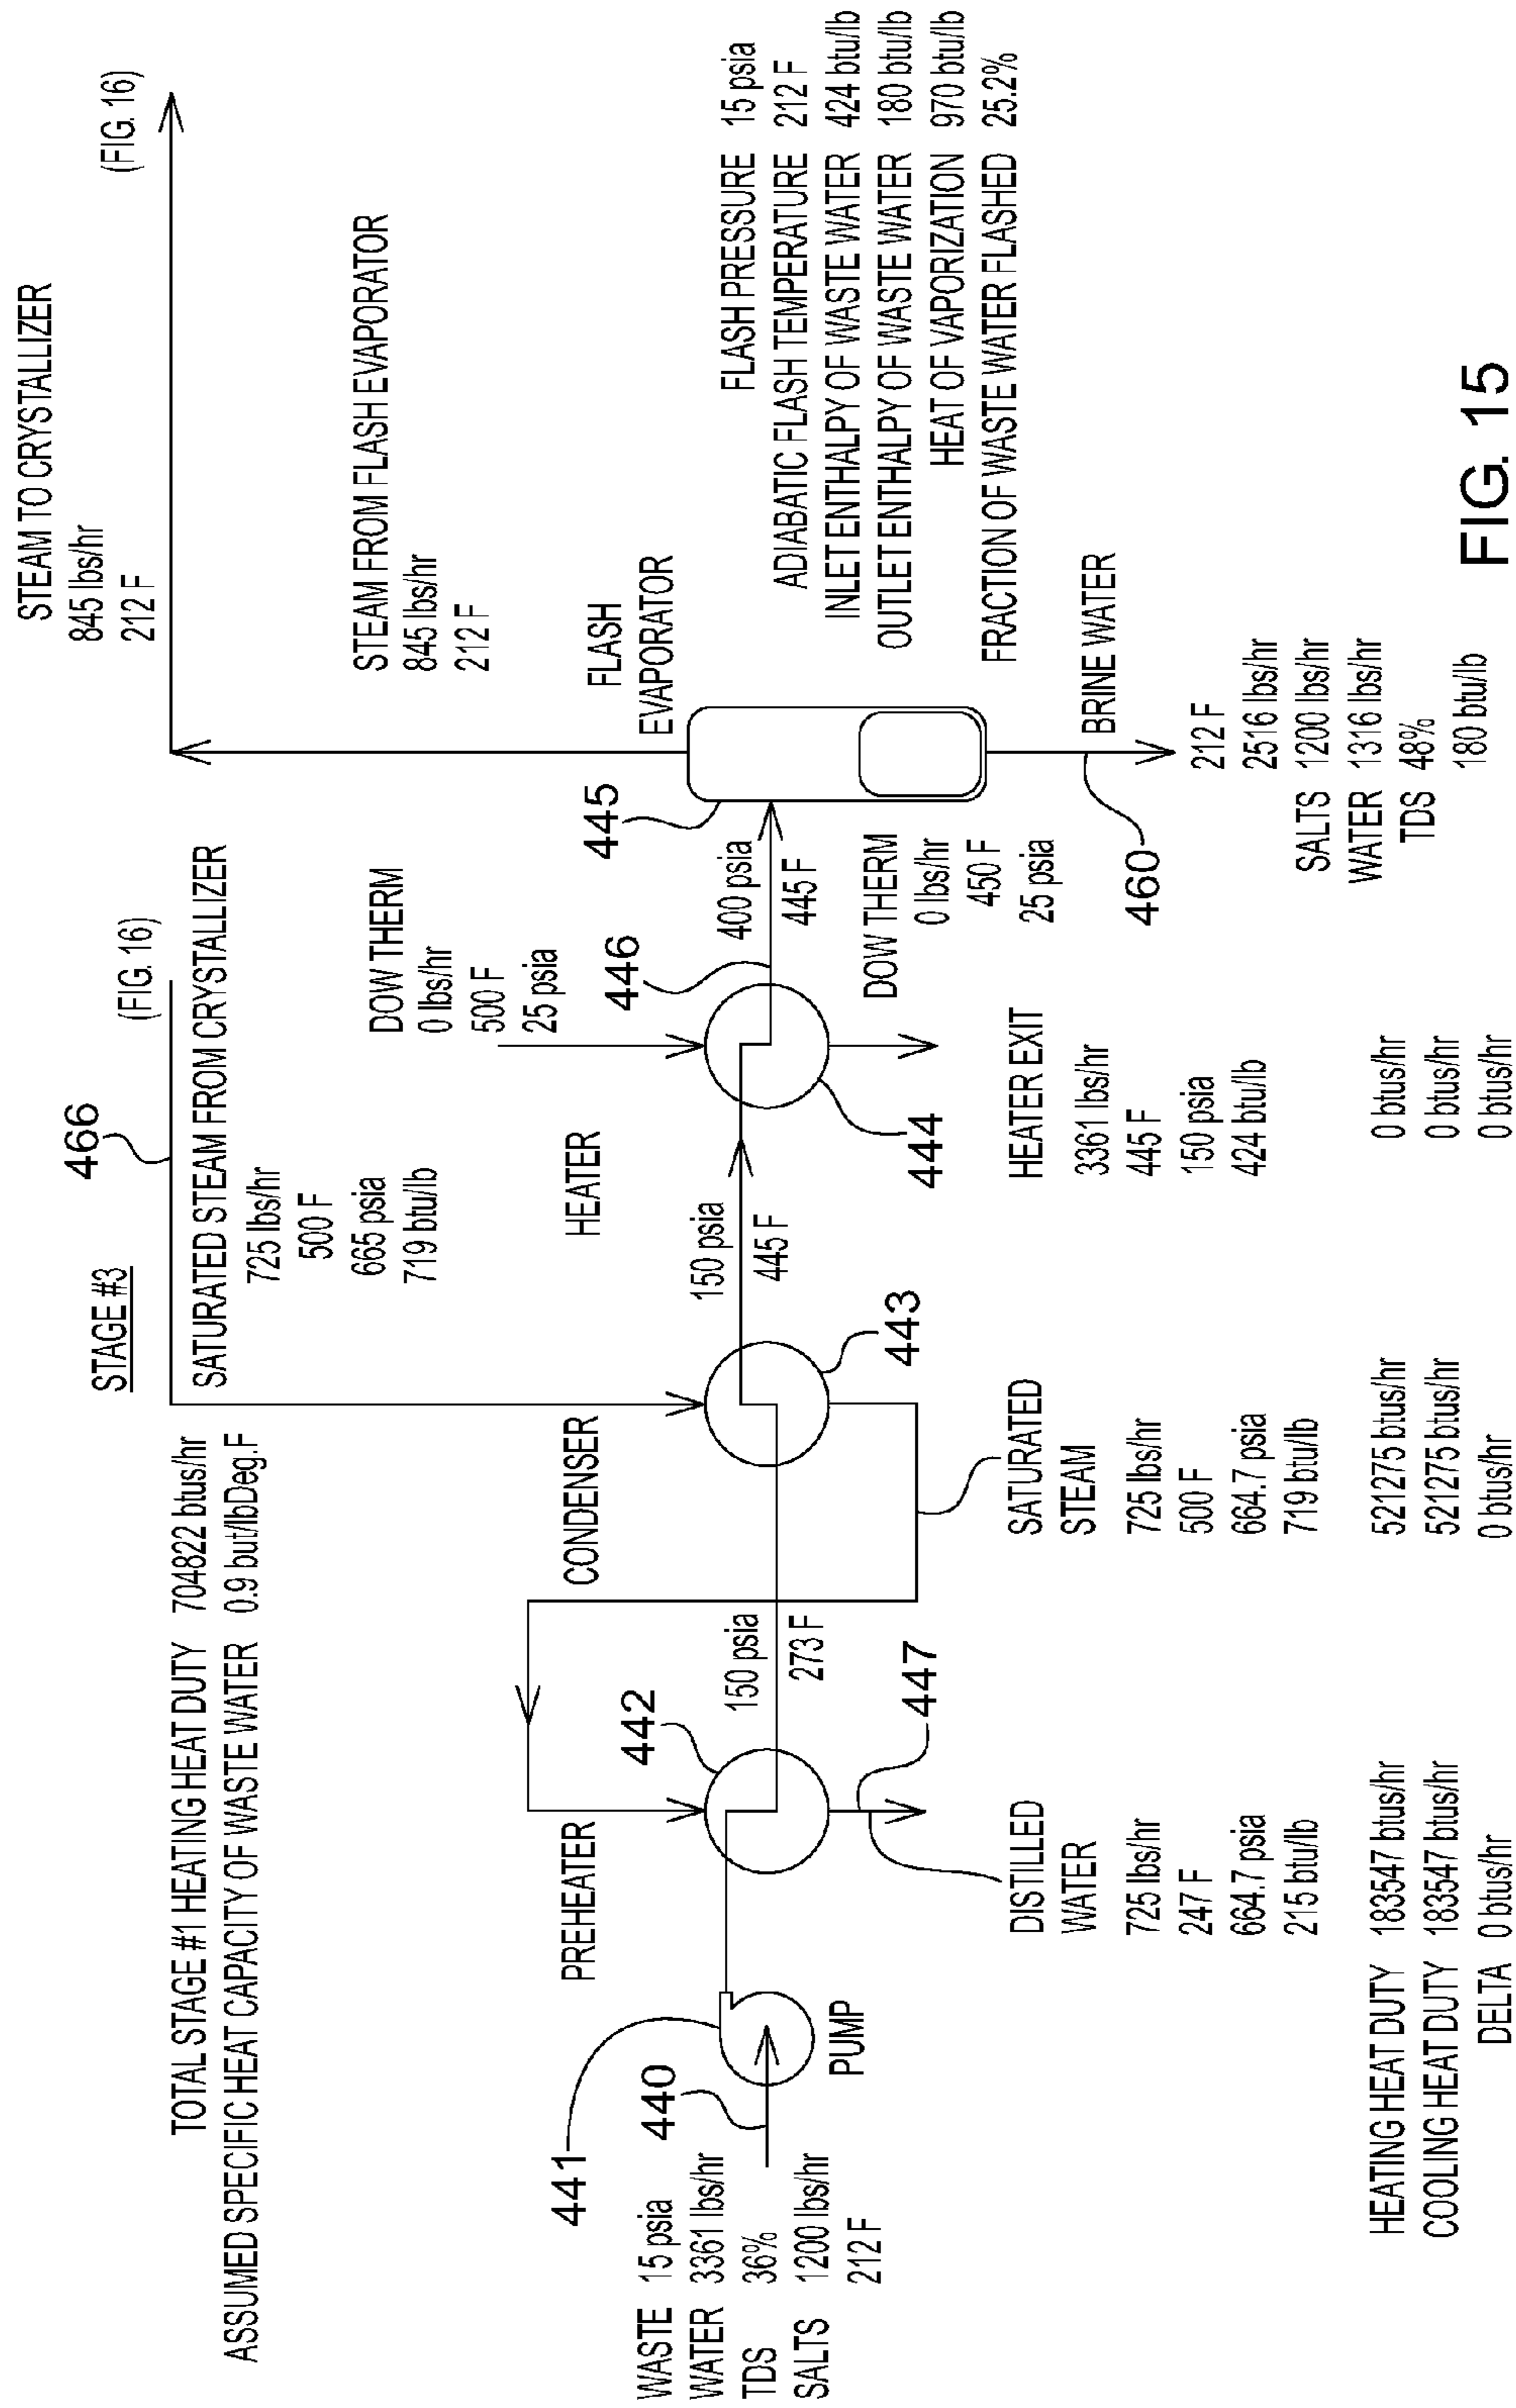 STAGE #3
TOTAL STAGE #1 HEATING HEAT DUTY 704822 btus/hr
ASSUMED SPECIFIC HEAT CAPACITY OF WASTE WATER 0.9 but/lbDeg.F
466
(FIG. 16)
SATURATED STEAM FROM CRYSTALLIZER
725 lbs/hr
500 F
665 psia
719 btu/lb
STEAM TO CRYSTALLIZER
845 lbs/hr
212 F
(FIG. 16)
STEAM FROM FLASH EVAPORATOR
845 lbs/hr
212 F
DOW THERM
0 lbs/hr
500 F
25 psia
441
440
WASTE 15 psia
WATER 3361 lbs/hr
TDS 36%
SALTS 1200 lbs/hr
212 F
PUMP
PREHEATER
442
150 psia
273 F
447
CONDENSER
443
150 psia
445 F
HEATER
446
444
400 psia
445 F
445
FLASH
EVAPORATOR
DOW THERM
0 lbs/hr
450 F
25 psia
FLASH PRESSURE 15 psia
ADIABATIC FLASH TEMPERATURE 212 F
INLET ENTHALPY OF WASTE WATER 424 btu/lb
OUTLET ENTHALPY OF WASTE WATER 180 btu/lb
HEAT OF VAPORIZATION 970 btu/lb
FRACTION OF WASTE WATER FLASHED 25.2%
DISTILLED
WATER
725 lbs/hr
247 F
664.7 psia
215 btu/lb
SATURATED
STEAM
725 lbs/hr
500 F
664.7 psia
719 btu/lb
HEATER EXIT
3361 lbs/hr
445 F
150 psia
424 btu/lb
460
BRINE WATER
212 F
2516 lbs/hr
SALTS 1200 lbs/hr
WATER 1316 lbs/hr
TDS 48%
180 btu/lb
HEATING HEAT DUTY 183547 btus/hr 521275 btus/hr 0 btus/hr
COOLING HEAT DUTY 183547 btus/hr 521275 btus/hr 0 btus/hr
DELTA 0 btus/hr 0 btus/hr 0 btus/hr
FIG. 15